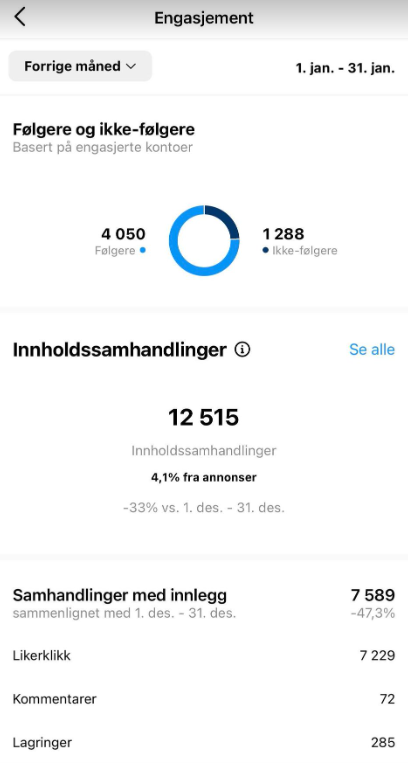 Engasjement
Forrige måned
1. jan. - 31. jan.
Følgere og ikke-følgere
Basert på engasjerte kontoer
4 050
Følgere
1 288
Ikke-følgere
Innholdssamhandlinger
Se alle
12 515
Innholdssamhandlinger
4,1% fra annonser
-33% vs. 1. des. - 31. des.
Samhandlinger med innlegg 7 589
sammenlignet med 1. des. - 31. des. -47,3%
Likerklikk 7 229
Kommentarer 72
Lagringer 285